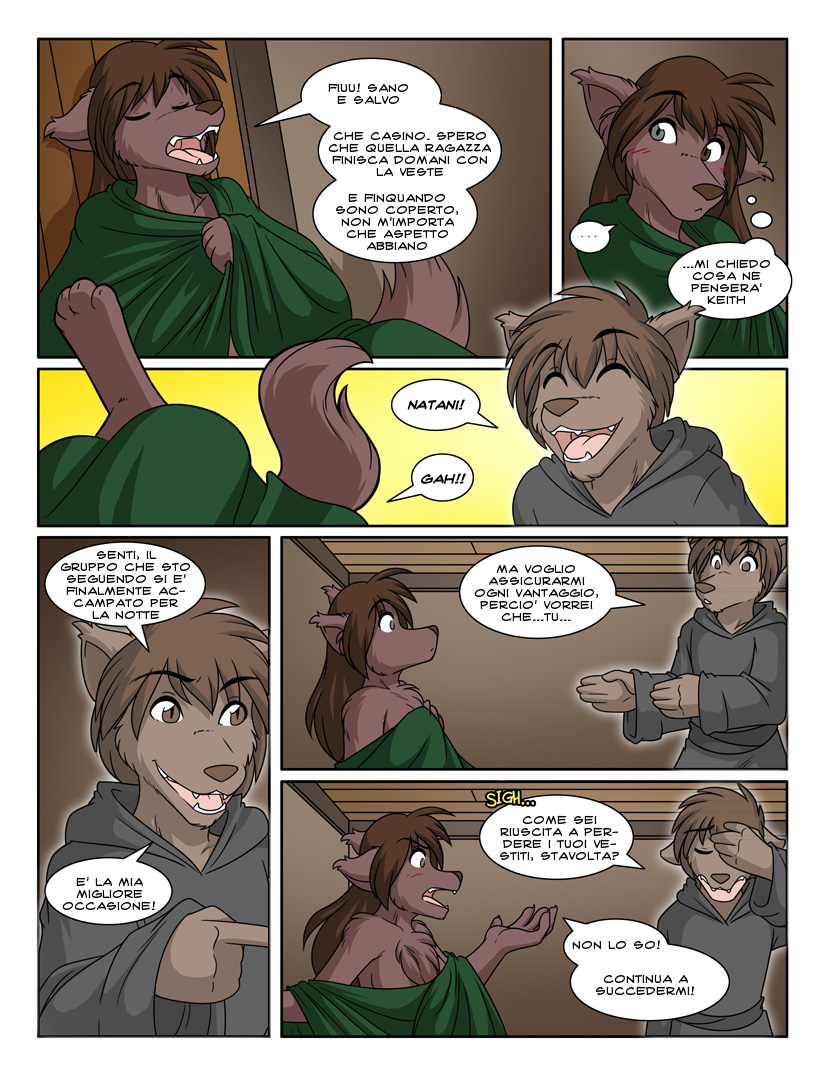 FIUU! SANO
E SALVO
CHE CASINO. SPERO
CHE QUELLA RAGAZZA
FINISCA DOMANI CON
LA VESTE
E FINQUANDO
SONO COPERTO,
NON M'IMPORTA
CHE ASPETTO
ABBIANO
...
...MI CHIEDO
COSA NE
PENSERA'
KEITH
NATANI!
GAH!!
SENTI, IL
GRUPPO CHE STO
SEGUENDO SI E'
FINALMENTE AC-
CAMPATO PER
LA NOTTE
E' LA MIA
MIGLIORE
OCCASIONE!
MA VOGLIO
ASSICURARMI
OGNI VANTAGGIO,
PERCIO' VORREI
CHE...TU...
SIGH...
COME SEI
RIUSCITA A PER-
DERE I TUOI VE-
STITI, STAVOLTA?
NON LO SO!
CONTINUA A
SUCCEDERMI!